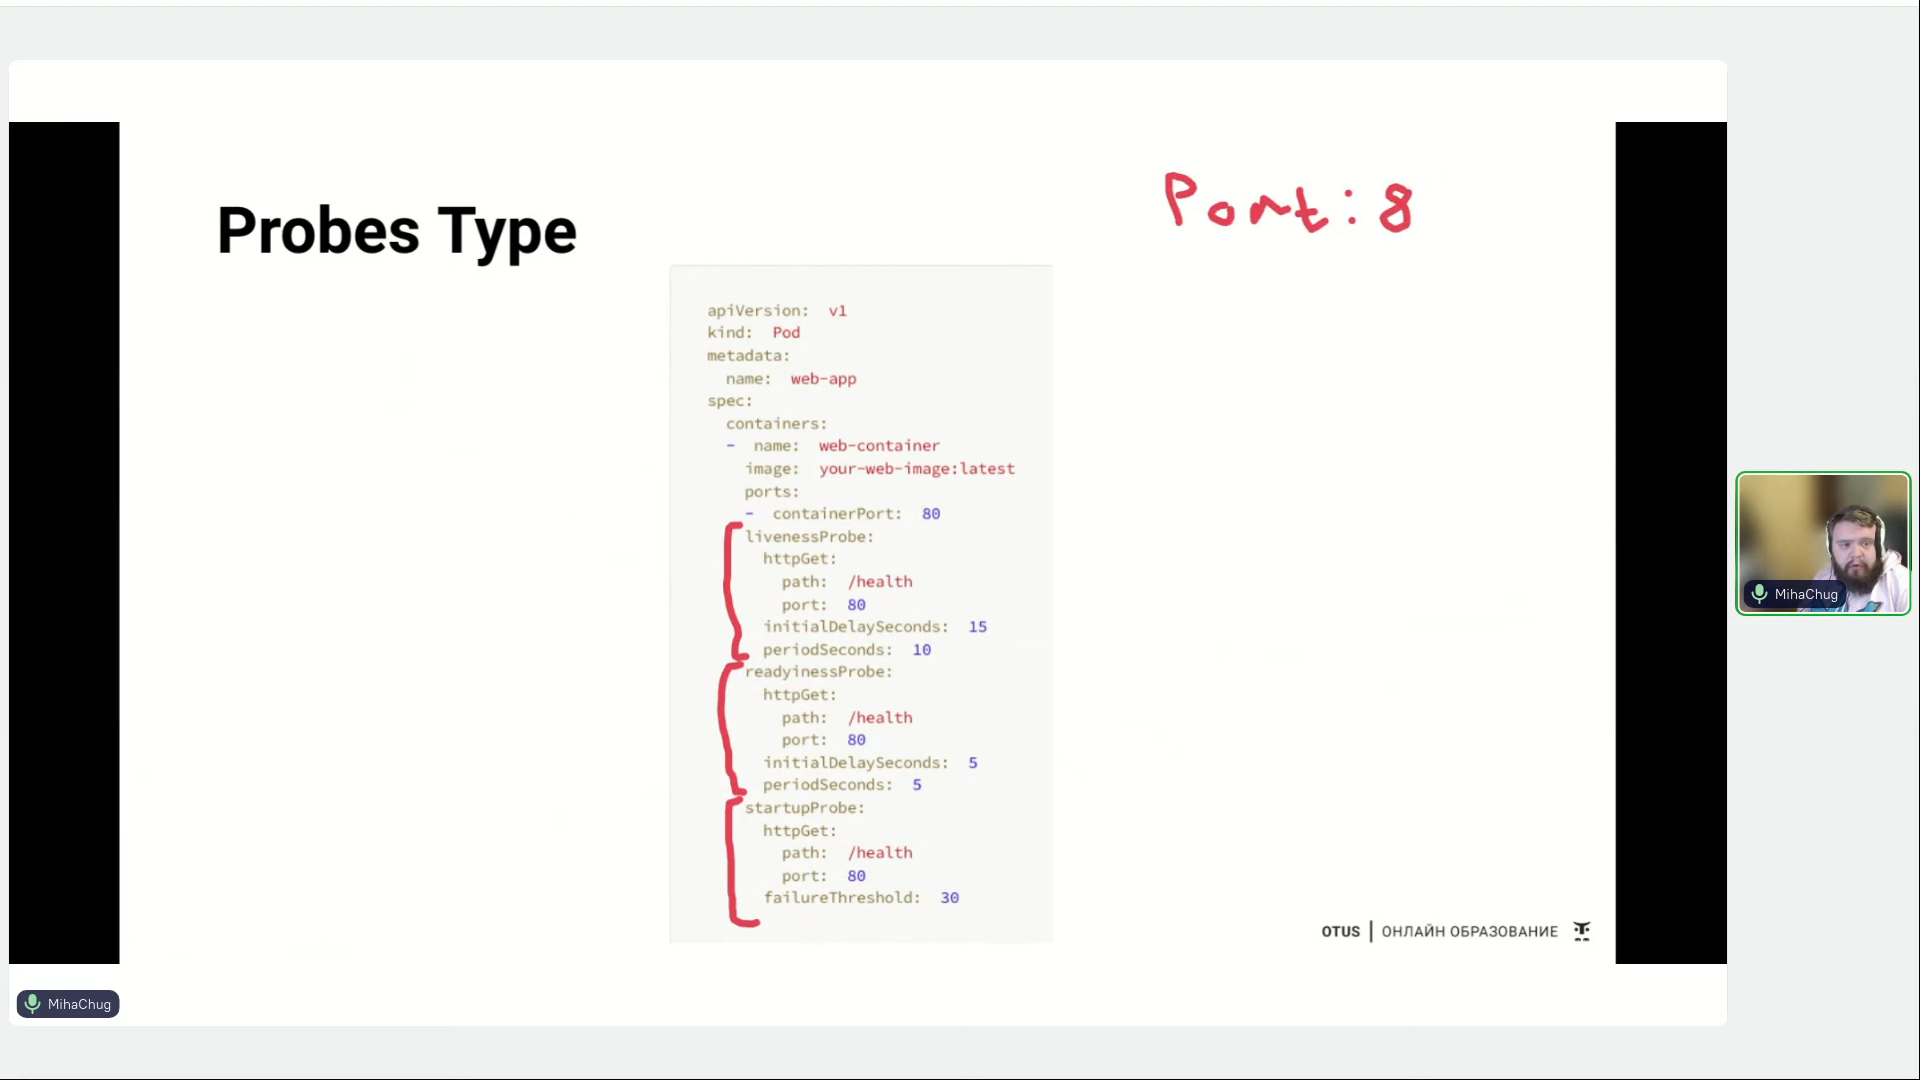 Port: 8
Probes Type
apiVersion: v1
kind: Pod
metadata:
name: web-app
spec:
containers:
- name: web-container
image: your-web-image:latest
ports:
- containerPort: 80
livenessProbe:
httpGet:
path: /health
port: 80
initialDelaySeconds: 15
periodSeconds: 10
readyinessProbe:
httpGet:
path: /health
port: 80
initialDelaySeconds: 5
periodSeconds: 5
startupProbe:
httpGet:
path: /health
port: 80
failureThreshold: 30
OTUS | ОНЛАЙН ОБРАЗОВАНИЕ
MihaChug
MihaChug